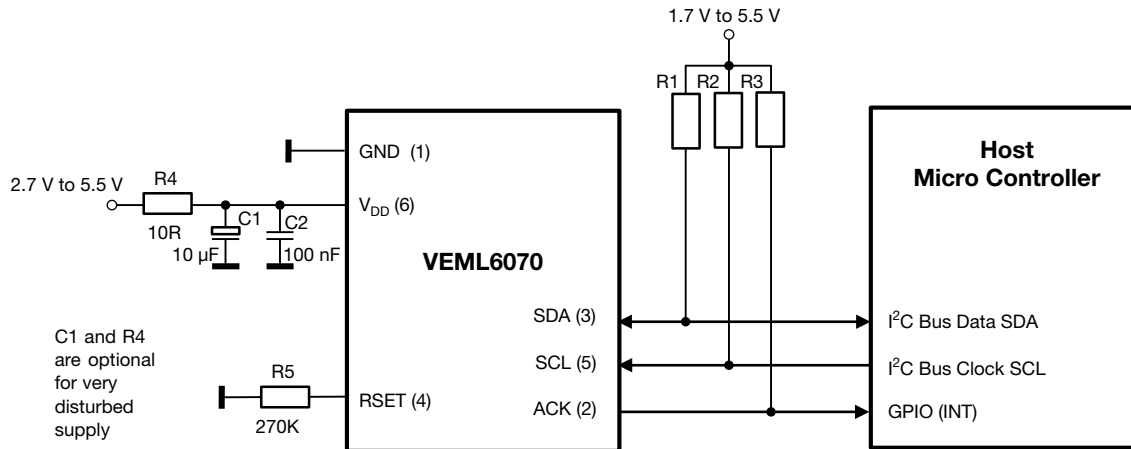 1.7 V to 5.5 V
R1
R2
R3
GND (1)
Host
Micro Controller
2.7 V to 5.5 V
R4
10R
V_DD (6)
C1
10 µF
C2
100 nF
VEML6070
SDA (3)
I²C Bus Data SDA
C1 and R4
are optional
for very
disturbed
supply
SCL (5)
I²C Bus Clock SCL
R5
270K
RSET (4)
ACK (2)
GPIO (INT)